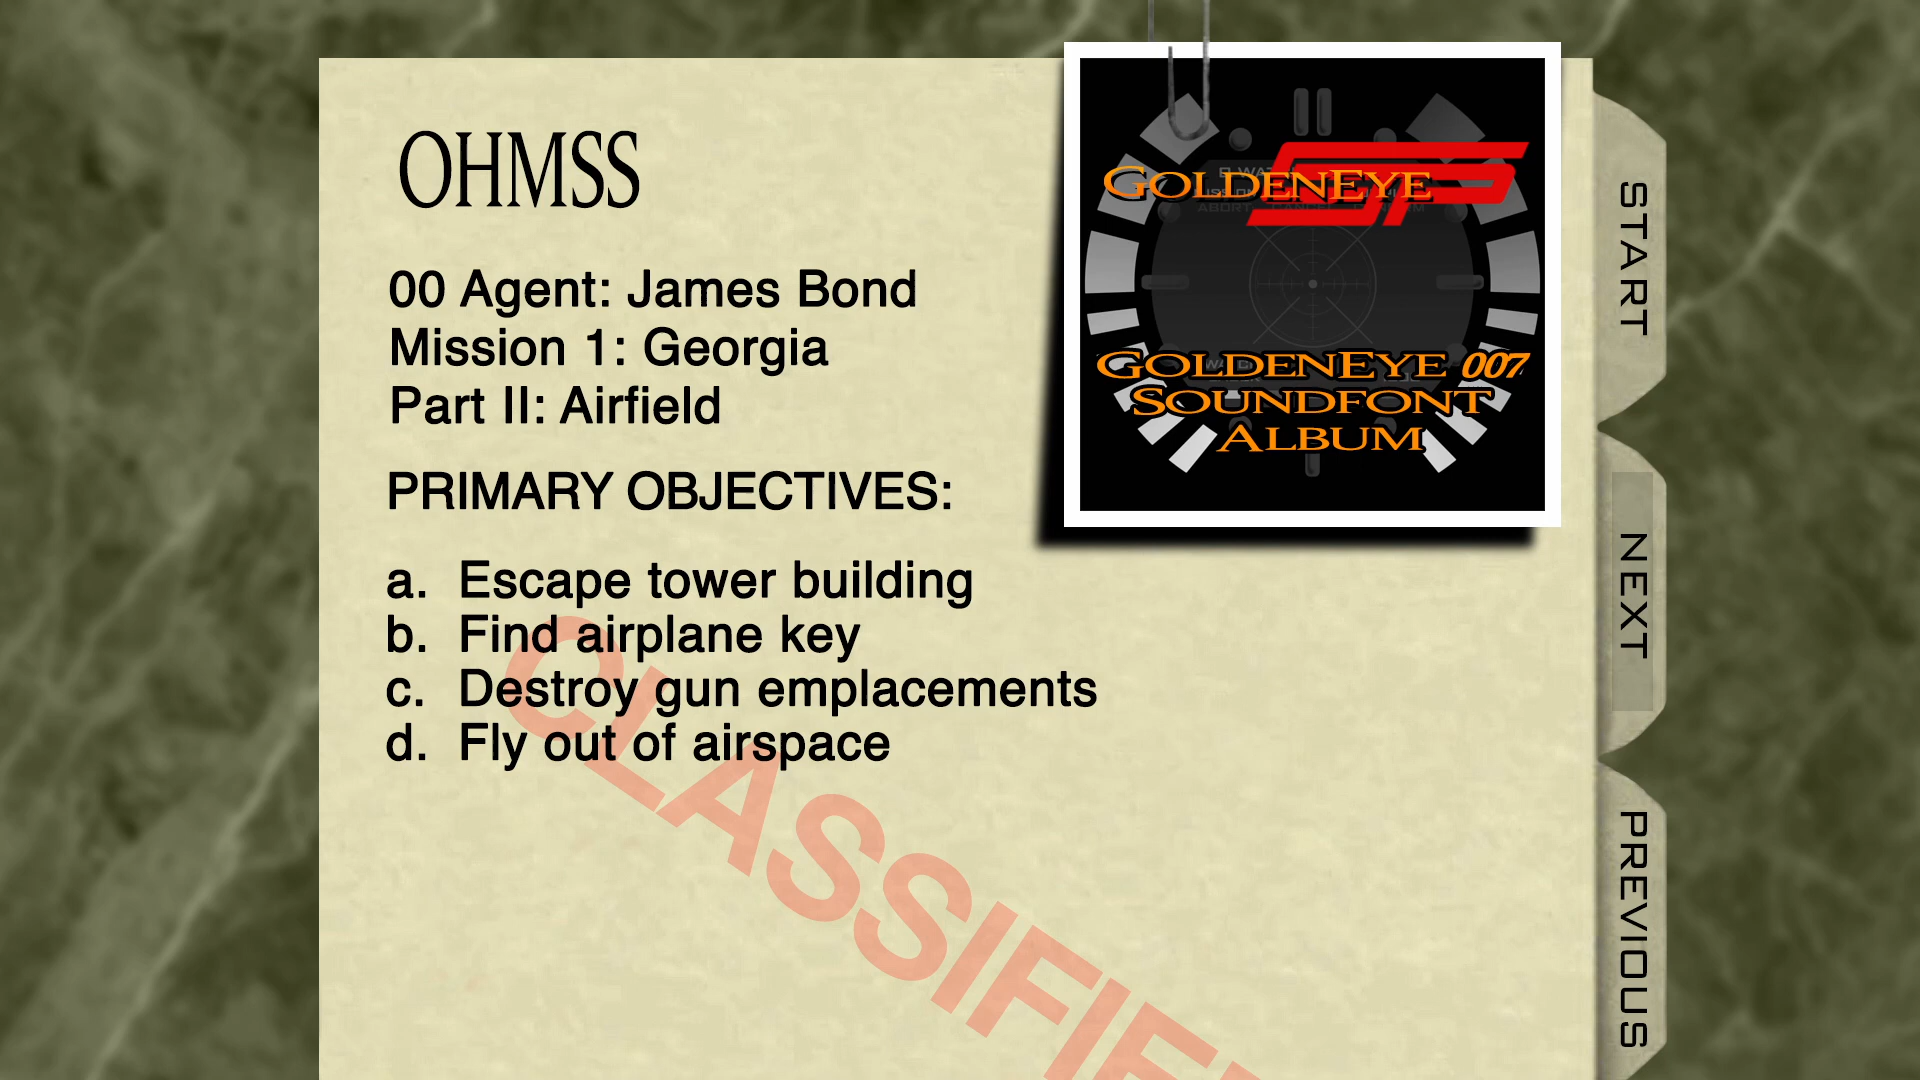 OHMSS
00 Agent: James Bond
Mission 1: Georgia
Part II: Airfield
PRIMARY OBJECTIVES:
a. Escape tower building
b. Find airplane key
c. Destroy gun emplacements
d. Fly out of airspace
GOLDENEYE
GOLDENEYE 007
SOUNDFONT
ALBUM
START
NEXT
PREVIOUS